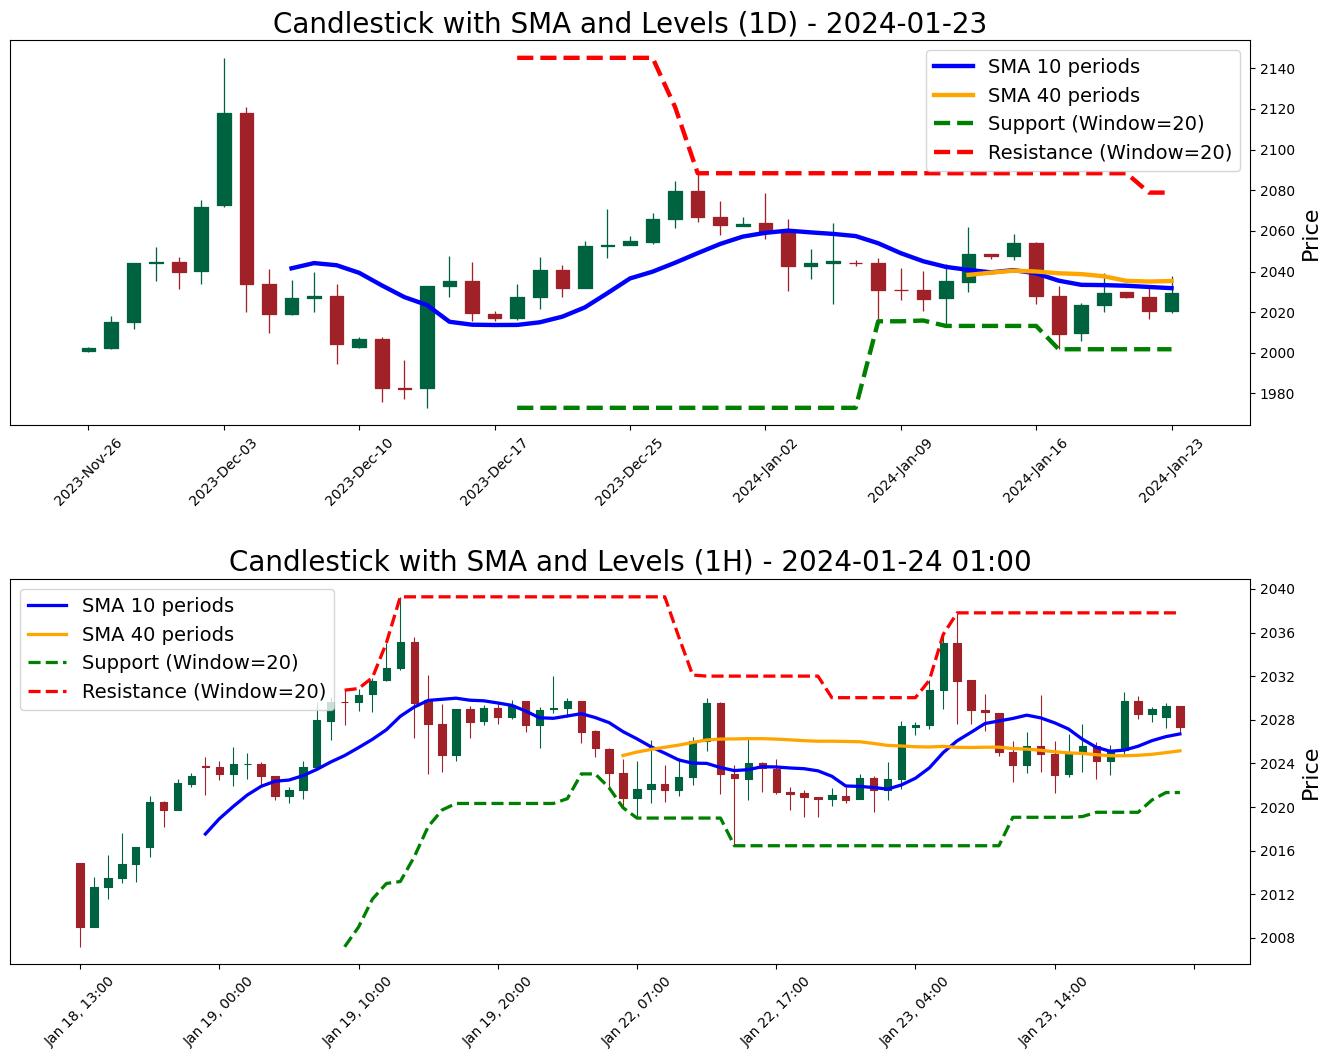 Candlestick with SMA and Levels (1D) - 2024-01-23
SMA 10 periods
SMA 40 periods
Support (Window=20)
Resistance (Window=20)
2140
2120
2100
2080
2060
2040
2020
2000
1980
Price
2023-Nov-26
2023-Dec-03
2023-Dec-10
2023-Dec-17
2023-Dec-25
2024-Jan-02
2024-Jan-09
2024-Jan-16
2024-Jan-23
Candlestick with SMA and Levels (1H) - 2024-01-24 01:00
SMA 10 periods
SMA 40 periods
Support (Window=20)
Resistance (Window=20)
2040
2036
2032
2028
2024
2020
2016
2012
2008
Price
Jan 18, 13:00
Jan 19, 00:00
Jan 19, 10:00
Jan 19, 20:00
Jan 22, 07:00
Jan 22, 17:00
Jan 23, 04:00
Jan 23, 14:00